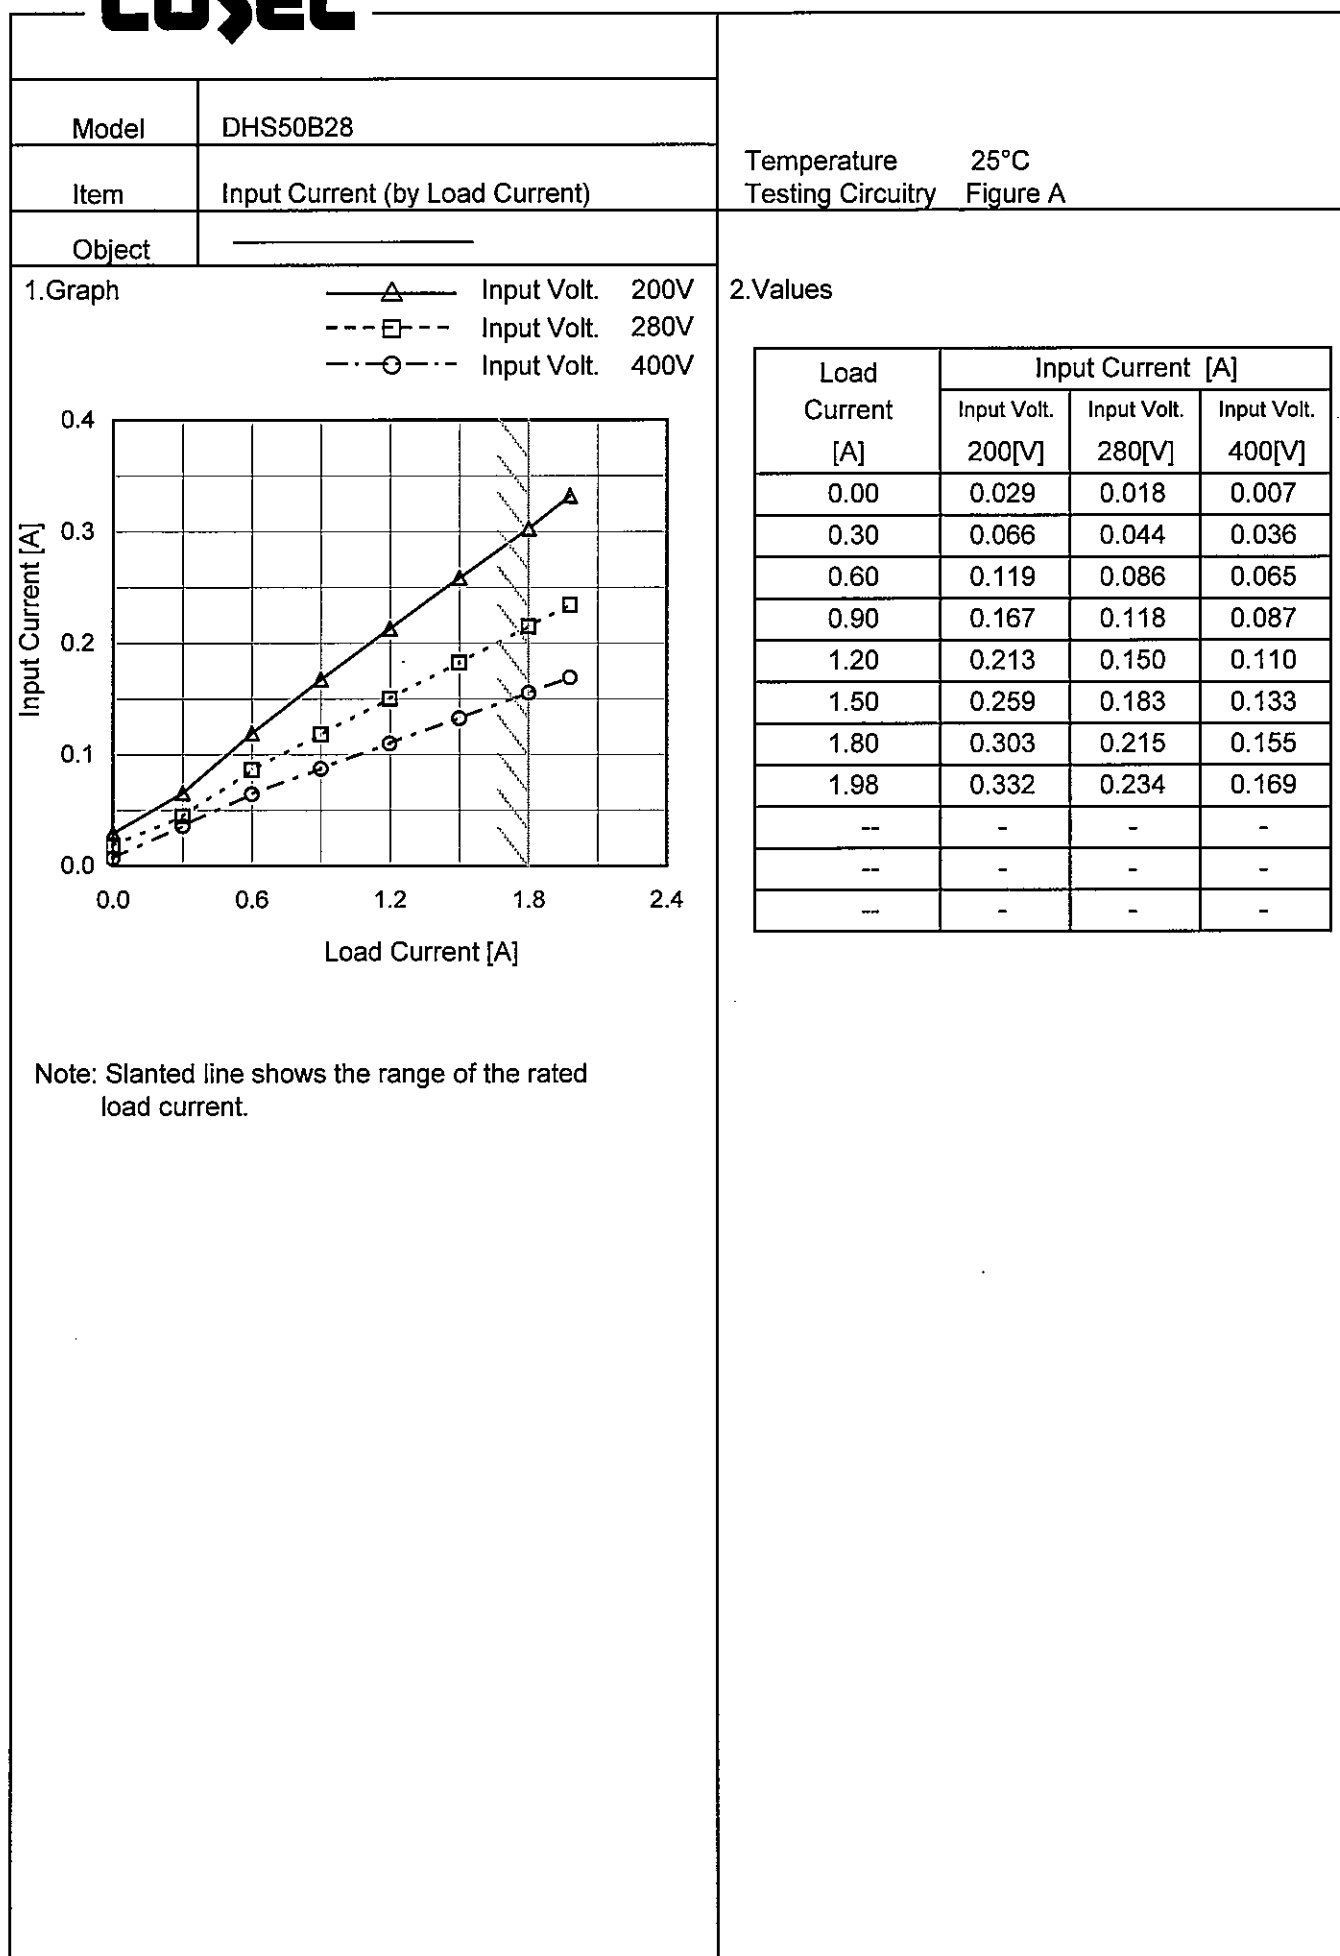 COSEL
Model DHS50B28
Item Input Current (by Load Current)
Object
Temperature 25°C
Testing Circuitry Figure A
1.Graph
Input Volt. 200V
Input Volt. 280V
Input Volt. 400V
0.4
0.3
0.2
0.1
0.0
Input Current [A]
0.0 0.6 1.2 1.8 2.4
Load Current [A]
Note: Slanted line shows the range of the rated
load current.
2.Values
Load Input Current [A]
Current Input Volt. Input Volt. Input Volt.
[A] 200[V] 280[V] 400[V]
0.00 0.029 0.018 0.007
0.30 0.066 0.044 0.036
0.60 0.119 0.086 0.065
0.90 0.167 0.118 0.087
1.20 0.213 0.150 0.110
1.50 0.259 0.183 0.133
1.80 0.303 0.215 0.155
1.98 0.332 0.234 0.169
-- - - -
-- - - -
-- - - -